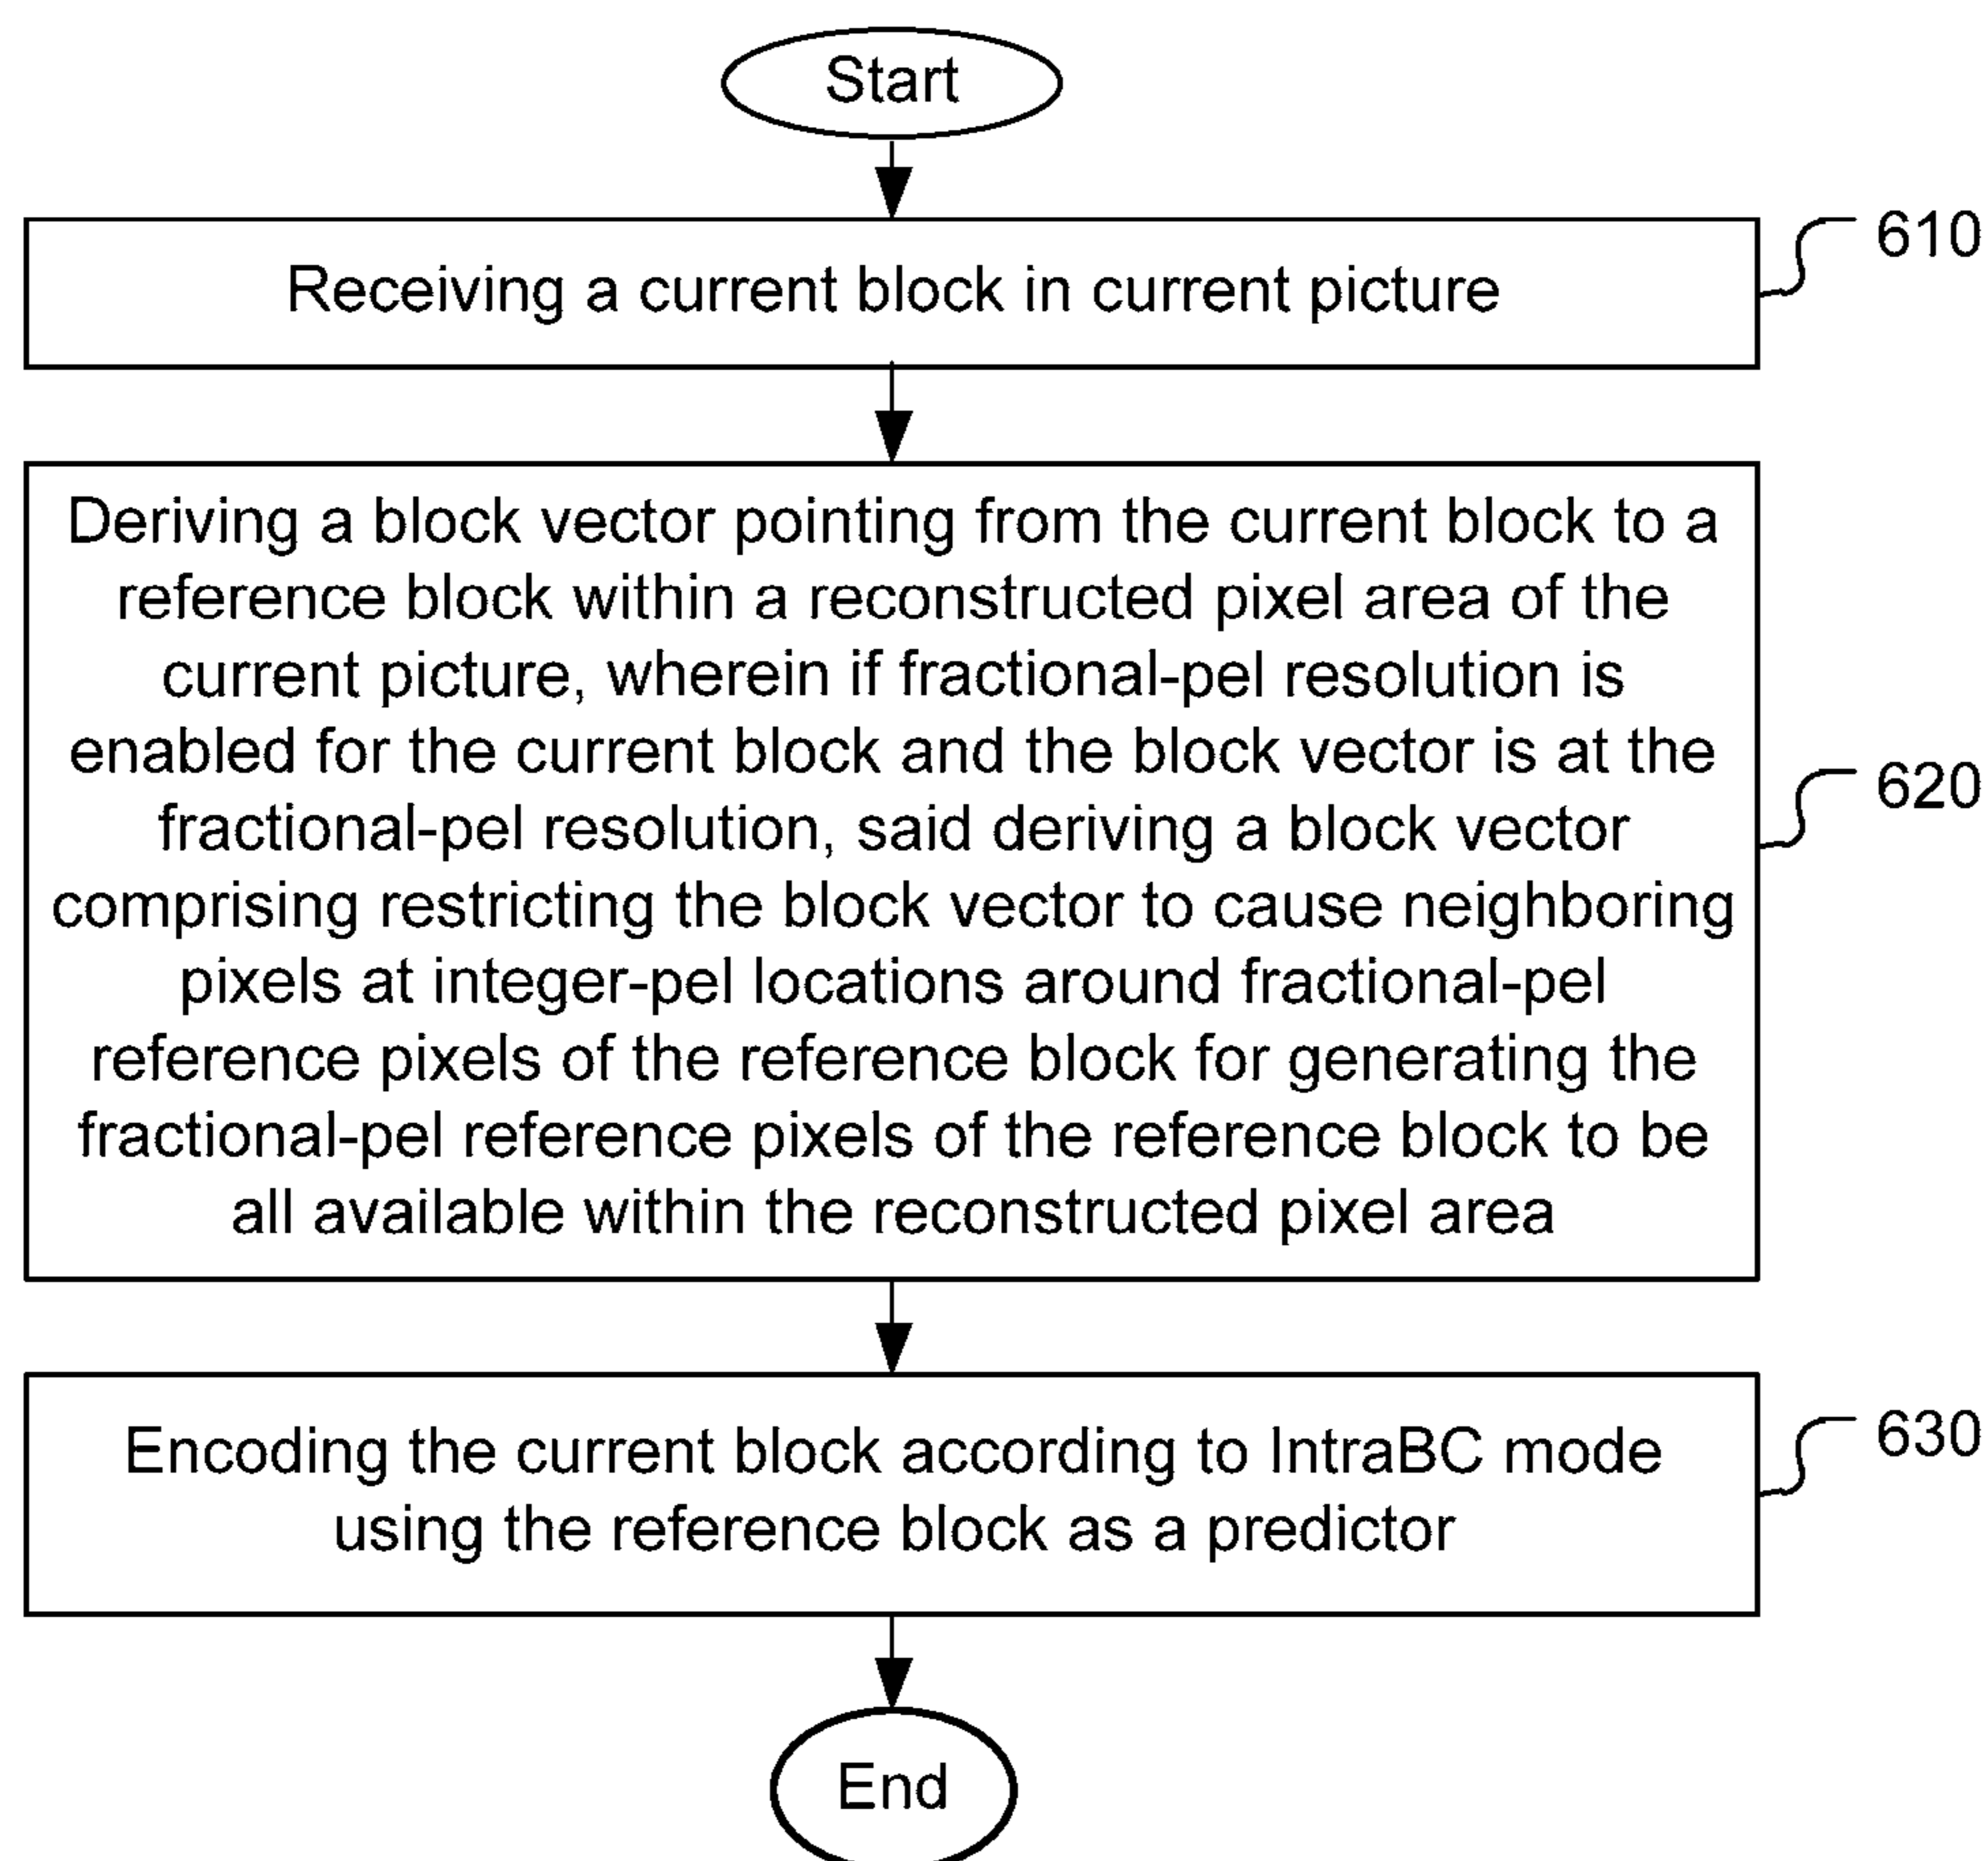 Start
Receiving a current block in current picture
610
Deriving a block vector pointing from the current block to a
reference block within a reconstructed pixel area of the
current picture, wherein if fractional-pel resolution is
enabled for the current block and the block vector is at the
fractional-pel resolution, said deriving a block vector
comprising restricting the block vector to cause neighboring
pixels at integer-pel locations around fractional-pel
reference pixels of the reference block for generating the
fractional-pel reference pixels of the reference block to be
all available within the reconstructed pixel area
620
Encoding the current block according to IntraBC mode
using the reference block as a predictor
630
End